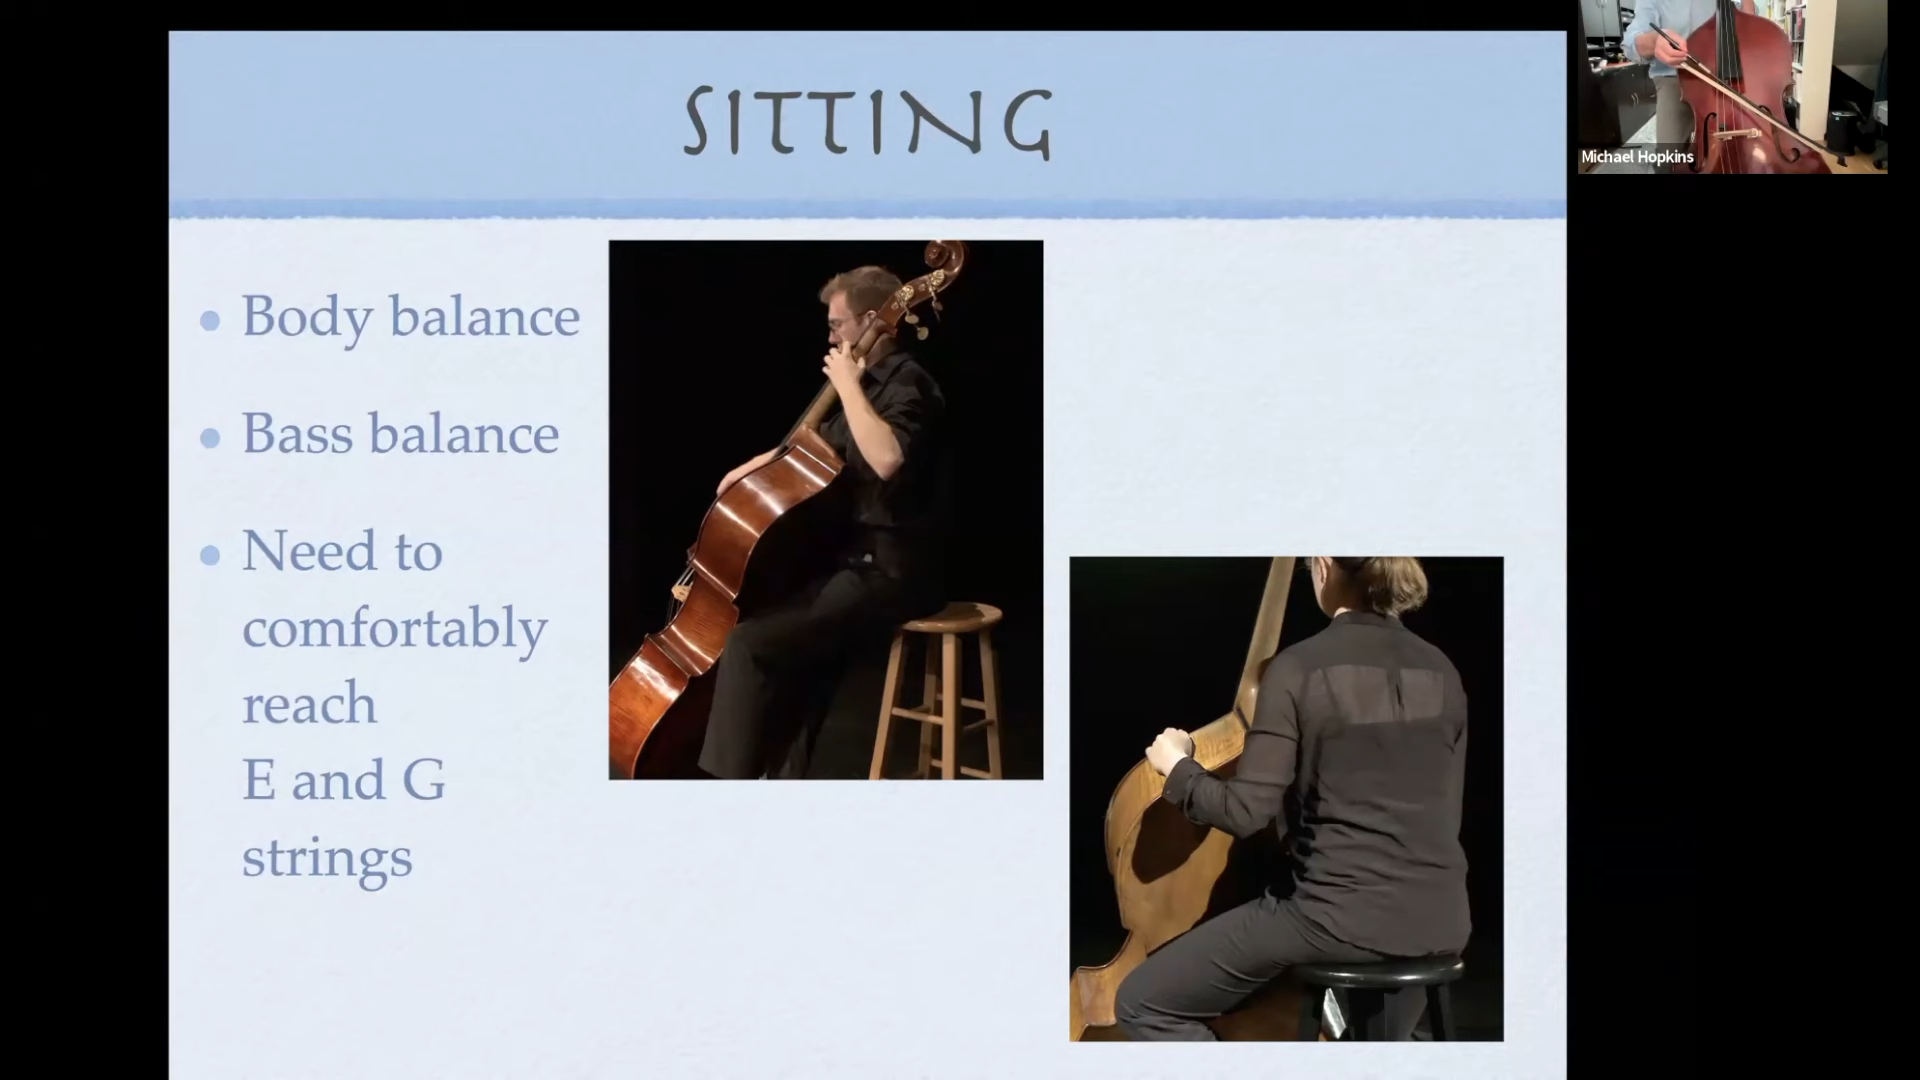 SITTING
Michael Hopkins
Body balance
Bass balance
Need to
comfortably
reach
E and G
strings